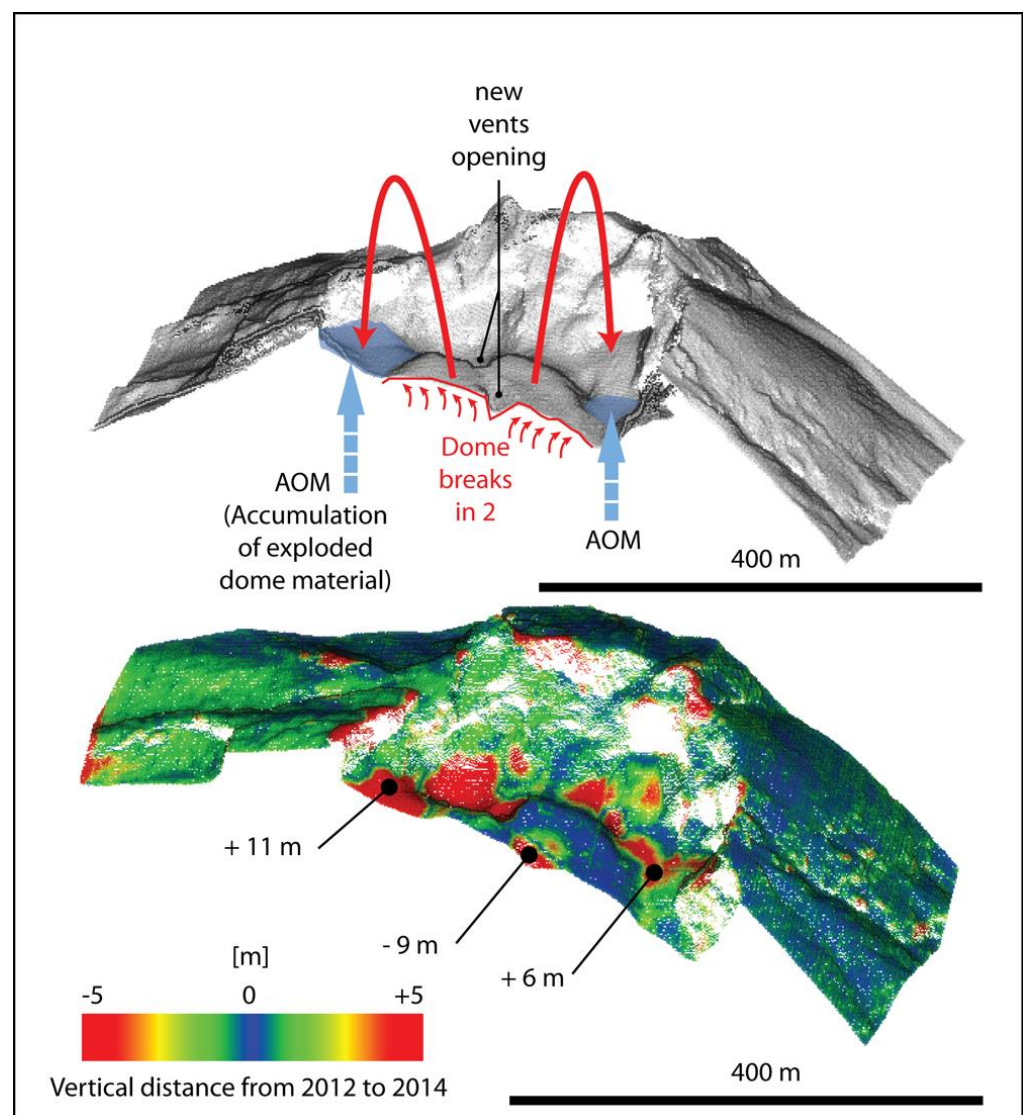 new
vents
opening
Dome
breaks
in 2
AOM
(Accumulation
of exploded
dome material)
AOM
400 m
+ 11 m
- 9 m
+ 6 m
[m]
-5 0 +5
Vertical distance from 2012 to 2014
400 m